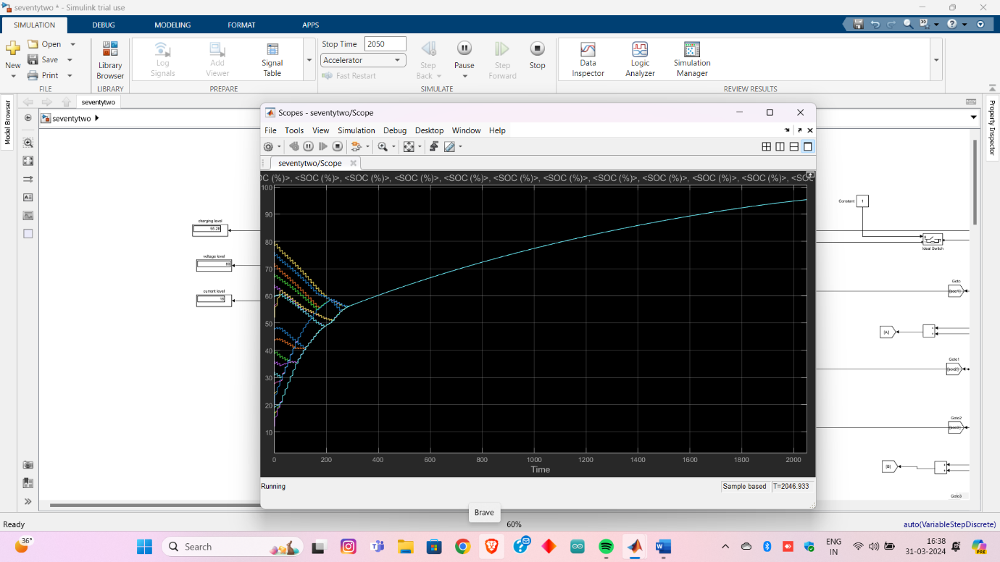 seventytwo * - Simulink trial use
SIMULATION DEBUG MODELING FORMAT APPS
New
Open
Save
Print
FILE
Library Browser
LIBRARY
Log Signals
Add Viewer
Signal Table
PREPARE
Stop Time 2050
Accelerator
Fast Restart
Step Back
Pause
Step Forward
Stop
SIMULATE
Data Inspector
Logic Analyzer
Simulation Manager
REVIEW RESULTS
Model Browser
seventytwo
seventytwo
Property Inspector
charging level
95.28
voltage level
current level
16
Scopes - seventytwo/Scope
File Tools View Simulation Debug Desktop Window Help
seventytwo/Scope
OC (%)>, <SOC (%)>, <SOC (%)>, <SOC (%)>, <SOC (%)>, <SOC (%)>, <SOC (%)>, <SOC (%)>, <SOC (%)>, <SOC (%)>, <SOC (%)>, <SOC
100
90
80
70
60
50
40
30
20
10
0 200 400 600 800 1000 1200 1400 1600 1800 2000
Time
Running
Sample based T=2046.933
Constant
1
Ideal Switch
Goto
[soc1]
[A]
Goto1
[soc2]
Goto2
[soc3]
[B]
Goto3
Brave
Ready
60%
auto(VariableStepDiscrete)
36°
Search
ENG
IN
16:38
31-03-2024
PRE